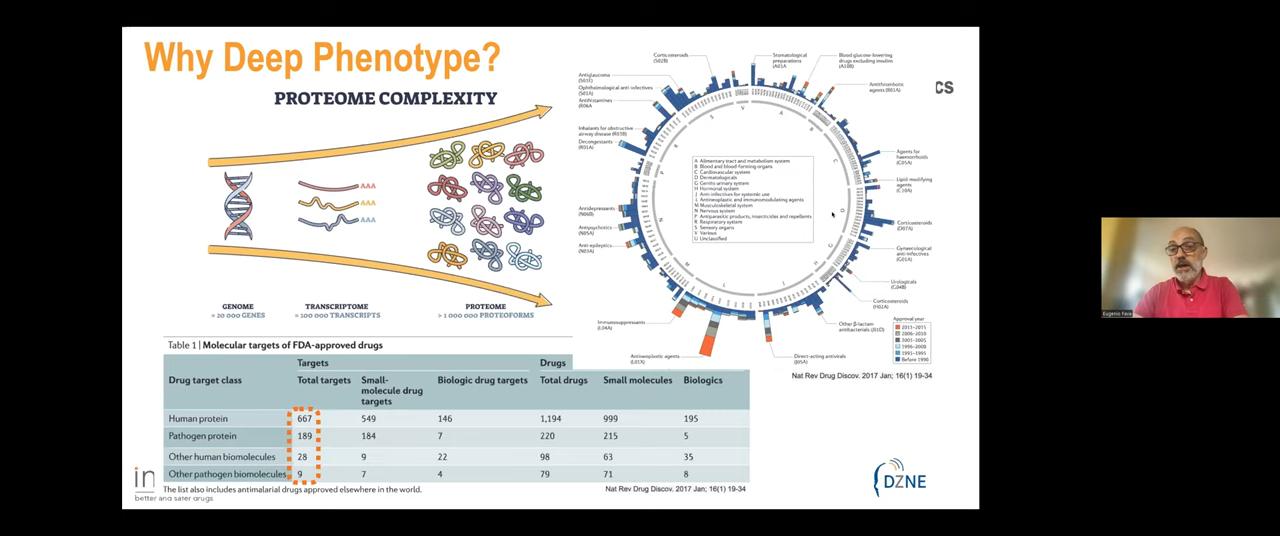 Why Deep Phenotype?
PROTEOME COMPLEXITY
AAA
AAA
AAA
GENOME
≈ 20 000 GENES
TRANSCRIPTOME
≈ 100 000 TRANSCRIPTS
PROTEOME
> 1 000 000 PROTEOFORMS
Corticosteroids
(S02B)
Stomatological
preparations
(A01A)
Blood glucose-lowering
drugs excluding insulins
(A10B)
Antithrombotic
agents (B01A)
Agents for
haemorrhoids
(C05A)
Lipid modifying
agents
(C10A)
Corticosteroids
(D07A)
Gynaecological
anti-infectives
(G01A)
Urologicals
(G04B)
Corticosteroids
(H02A)
Other β-lactam
antibacterials (J01D)
Direct-acting antivirals
(J05A)
Antineoplastic agents
(L01X)
Immunosuppressants
(L04A)
Anti-epileptics
(N03A)
Antipsychotics
(N05A)
Antidepressants
(N06B)
Decongestants
(R01A)
Inhalants for obstructive
airway disease (R03B)
Antihistamines
(R06A
Ophthalmological anti-infectives
(S01A)
Antiglaucoma
(S01E)
A Alimentary tract and metabolism system
B Blood and blood-forming organs
C Cardiovascular system
D Dermatologicals
G Genito-urinary system
H Hormonal system
J Anti-infectives for systemic use
L Antineoplastic and immunomodulating agents
M Musculoskeletal system
N Nervous system
P Antiparasitic products, insecticides and repellents
R Respiratory system
S Sensory organs
V Various
U Unclassified
Approval year
2011–2015
2006–2010
2001–2005
1996–2000
1991–1995
Before 1990
Nat Rev Drug Discov. 2017 Jan; 16(1) 19-34
cs
Table 1 | Molecular targets of FDA-approved drugs
Targets
Drugs
Drug target class
Total targets
Small-molecule drug targets
Biologic drug targets
Total drugs
Small molecules
Biologics
Human protein 667 549 146 1,194 999 195
Pathogen protein 189 184 7 220 215 5
Other human biomolecules 28 9 22 98 63 35
Other pathogen biomolecules 9 7 4 79 71 8
The list also includes antimalarial drugs approved elsewhere in the world.
Nat Rev Drug Discov. 2017 Jan; 16(1) 19-34
in
better and safer drugs
DZNE
Eugenio Fava